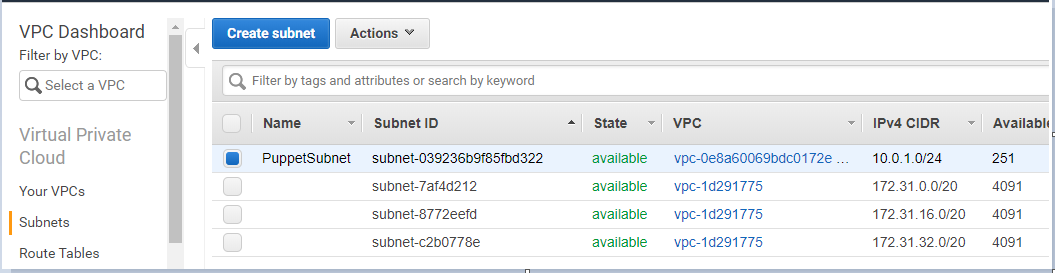 VPC Dashboard
Filter by VPC:
Select a VPC
Virtual Private
Cloud
Your VPCs
Subnets
Route Tables
Create subnet Actions
Filter by tags and attributes or search by keyword
Name Subnet ID State VPC IPv4 CIDR Available
PuppetSubnet subnet-039236b9f85fbd322 available vpc-0e8a60069bdc0172e ... 10.0.1.0/24 251
subnet-7af4d212 available vpc-1d291775 172.31.0.0/20 4091
subnet-8772eefd available vpc-1d291775 172.31.16.0/20 4091
subnet-c2b0778e available vpc-1d291775 172.31.32.0/20 4091